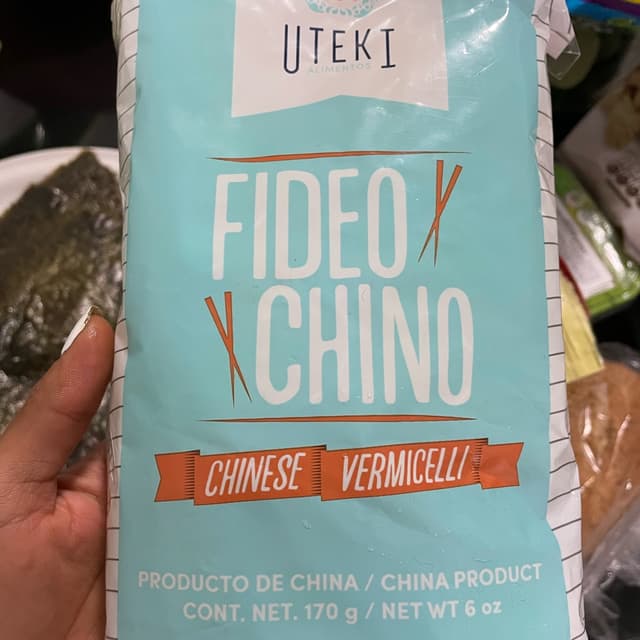 UTEKI
ALIMENTOS
FIDEO
CHINO
CHINESE VERMICELLI
PRODUCTO DE CHINA / CHINA PRODUCT
CONT. NET. 170 g / NET WT 6 oz